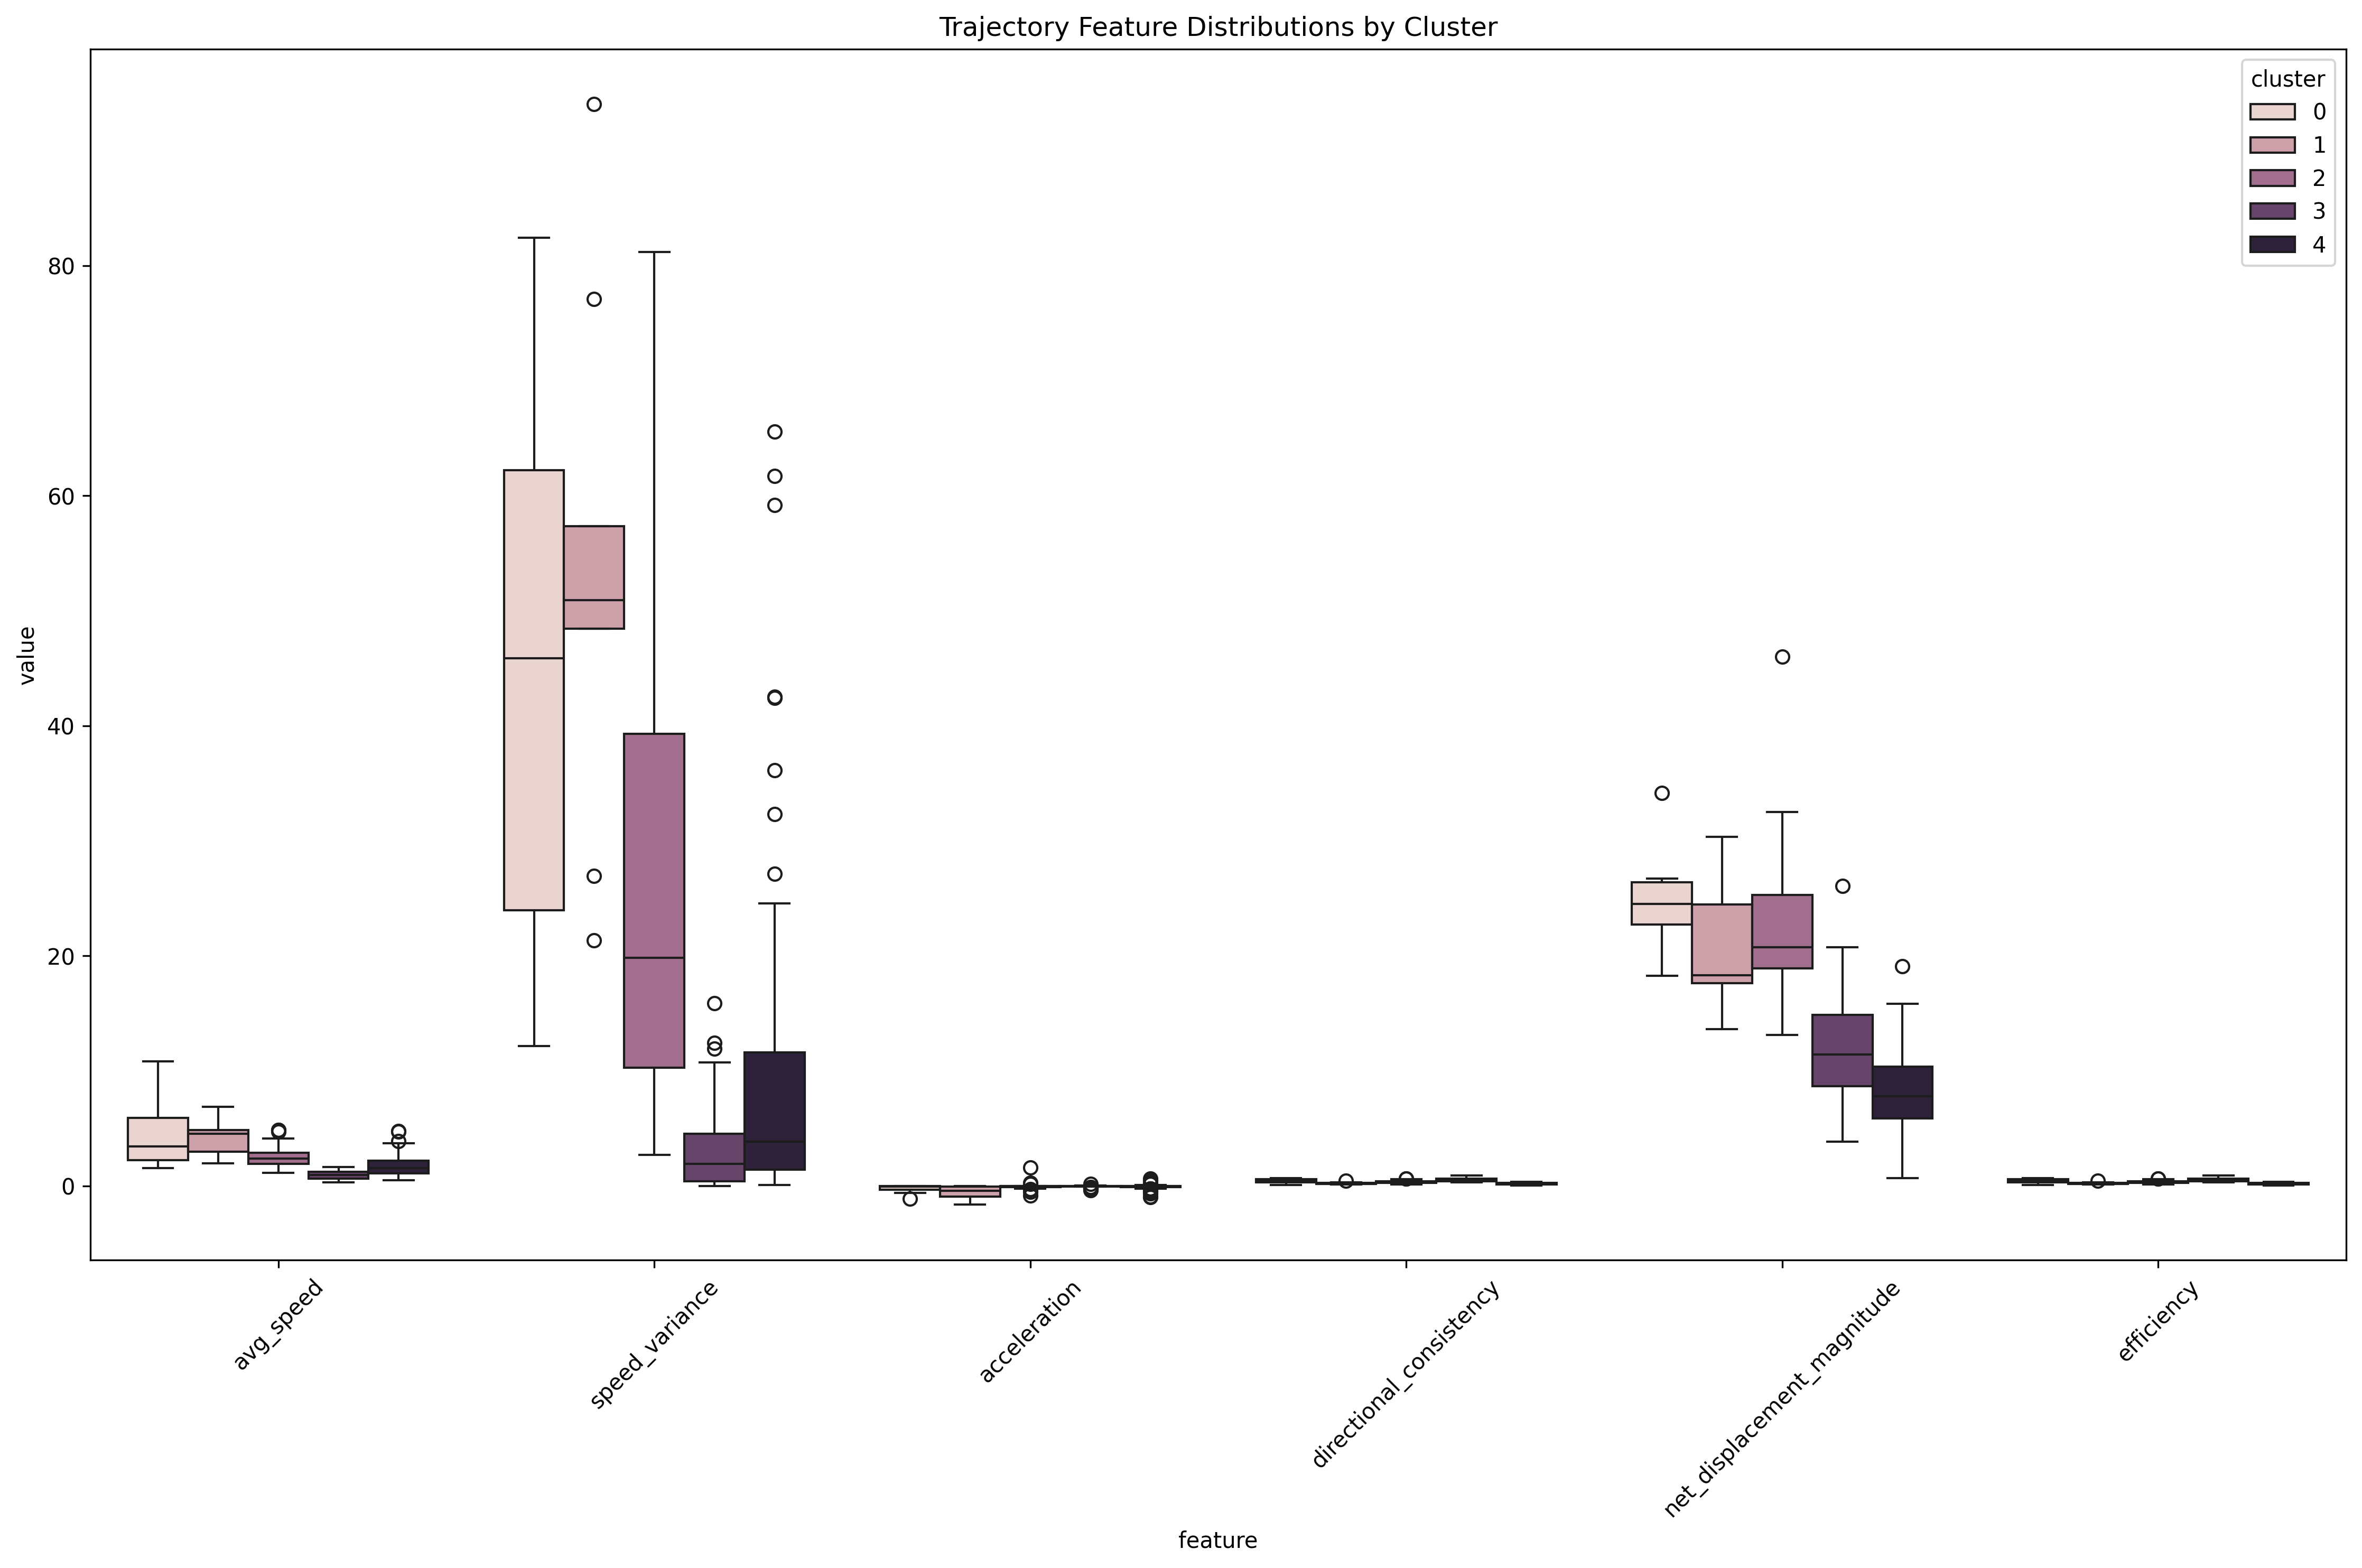 Trajectory Feature Distributions by Cluster
cluster
0
1
2
3
4
80
60
40
20
0
value
avg_speed
speed_variance
acceleration
directional_consistency
net_displacement_magnitude
efficiency
feature